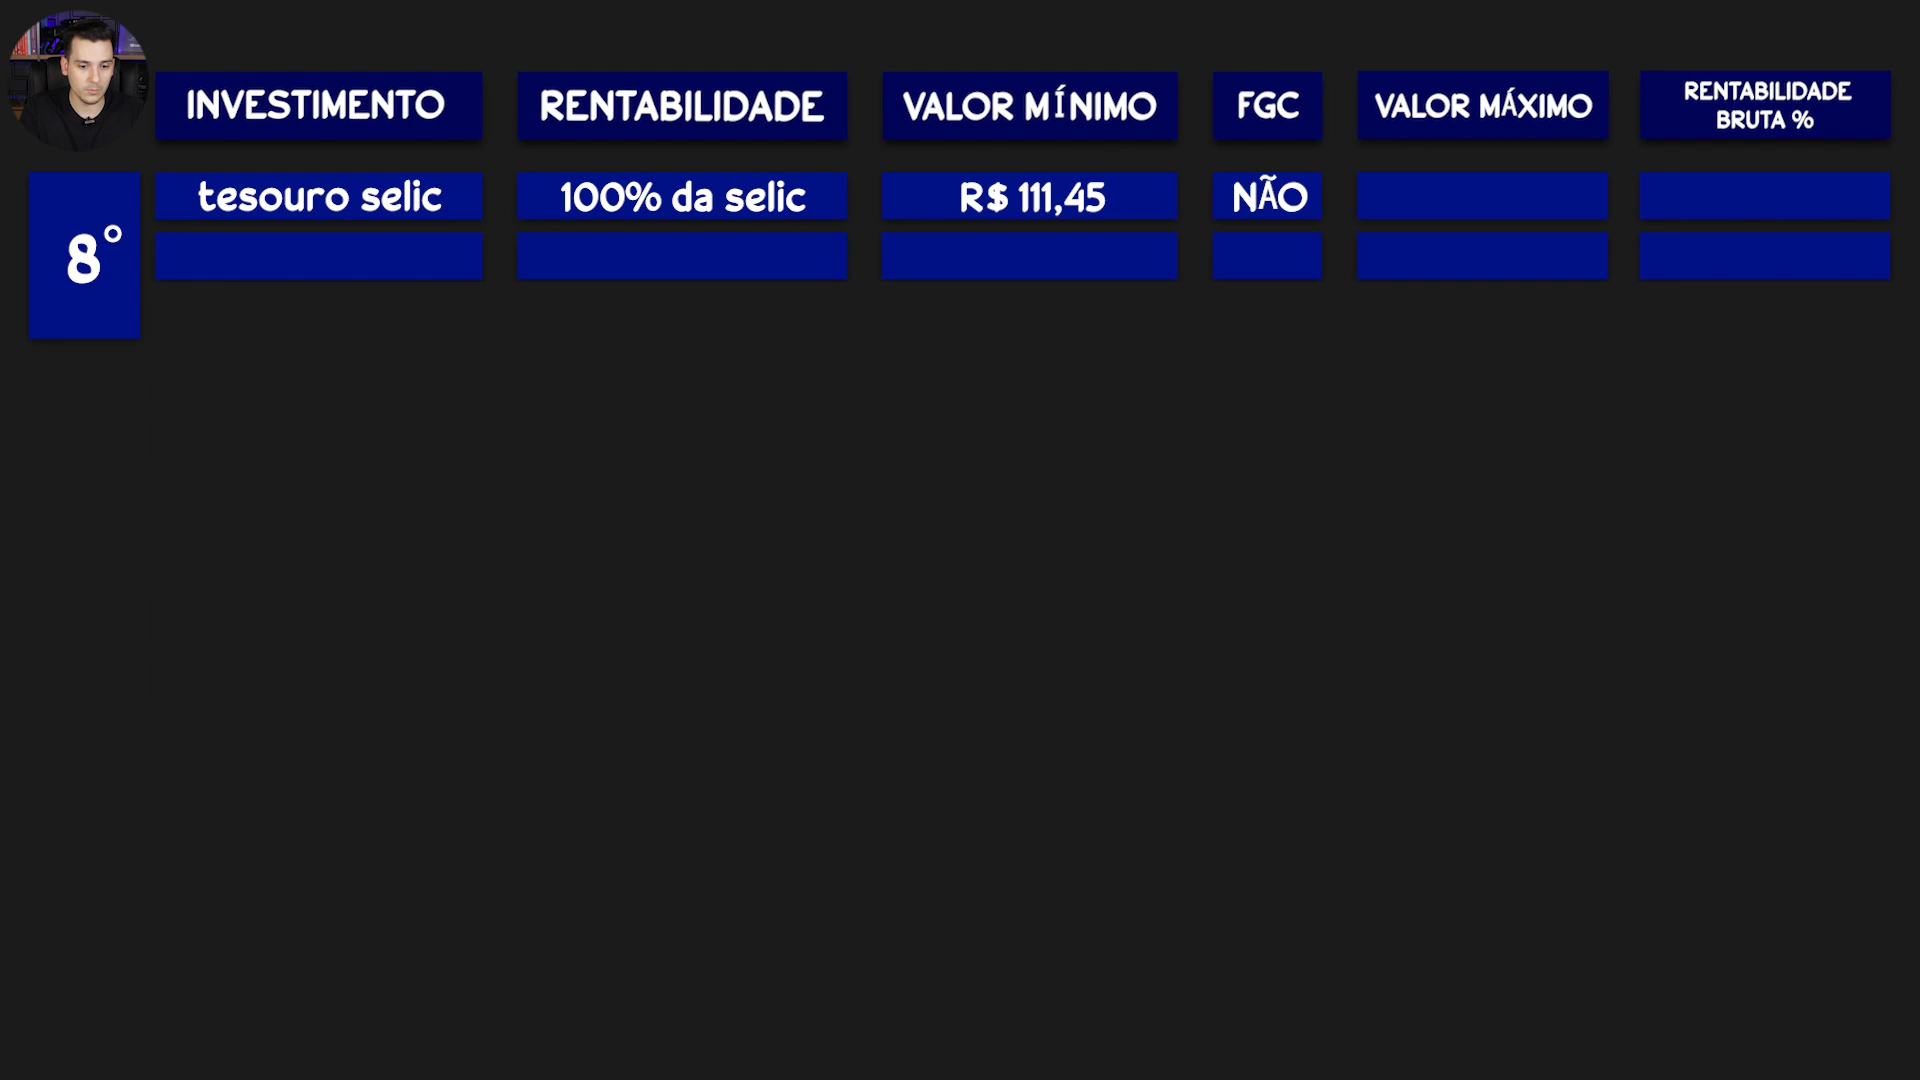 INVESTIMENTO RENTABILIDADE VALOR MÍNIMO FGC VALOR MÁXIMO RENTABILIDADE
BRUTA %
8° tesouro selic 100% da selic R$ 111,45 NÃO